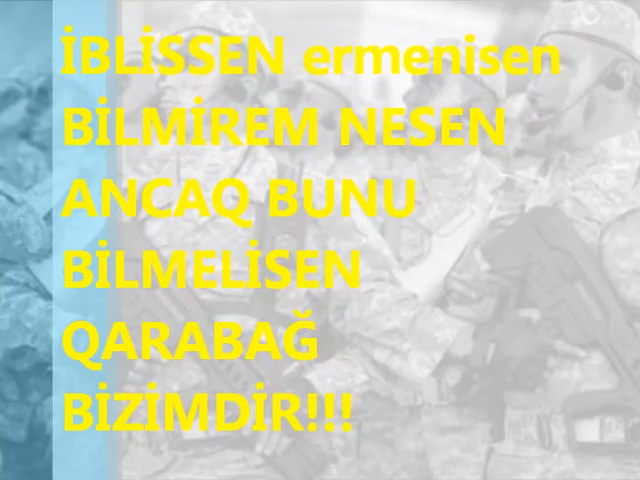 İBLİSSEN ermenisen
BİLMİREM NESEN
ANCAQ BUNU
BİLMELİSEN
QARABAĞ
BİZİMDİR!!!